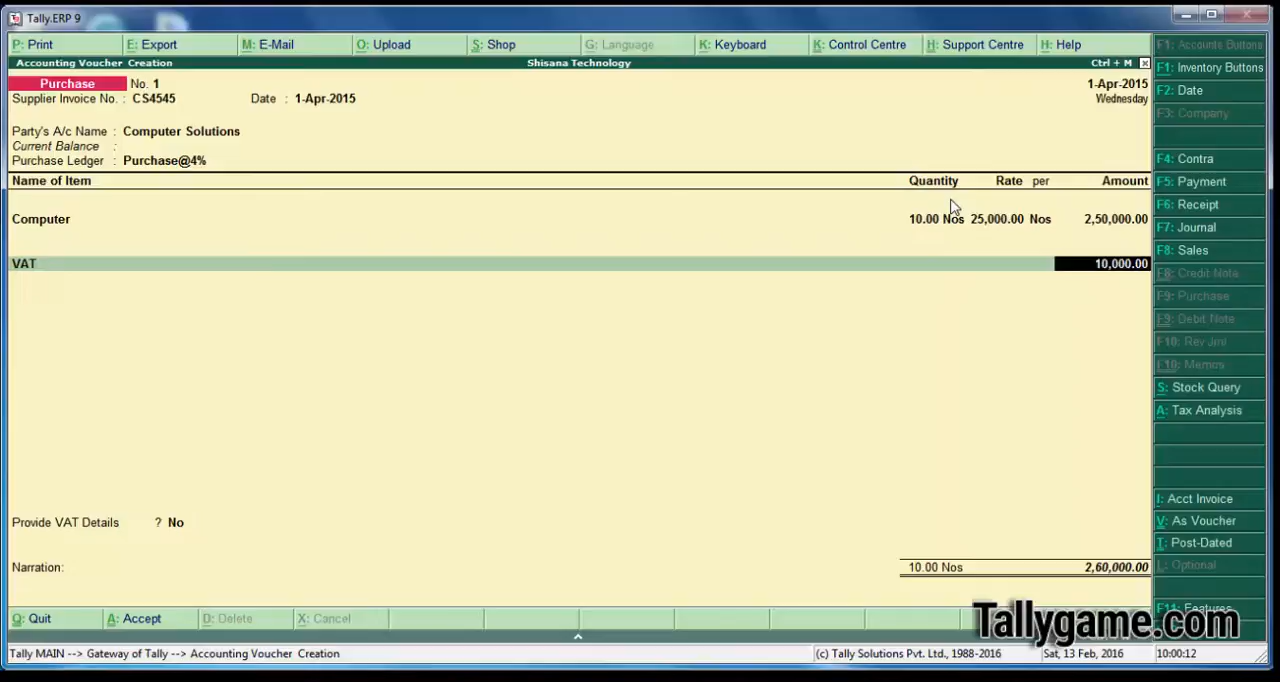 Tally.ERP 9
P: Print E: Export M: E-Mail O: Upload S: Shop G: Language K: Keyboard K: Control Centre H: Support Centre H: Help F1: Accounts Buttons
Accounting Voucher Creation Shisana Technology Ctrl + M F1: Inventory Buttons
Purchase No. 1 1-Apr-2015 F2: Date
Supplier Invoice No. : CS4545 Date : 1-Apr-2015 Wednesday
F3: Company
Party's A/c Name : Computer Solutions
Current Balance :
Purchase Ledger : Purchase@4% F4: Contra
Name of Item Quantity Rate per Amount F5: Payment
F6: Receipt
Computer 10.00 Nos 25,000.00 Nos 2,50,000.00 F7: Journal
F8: Sales
VAT 10,000.00
F8: Credit Note
F9: Purchase
F9: Debit Note
F10: Rev Jrnl
F10: Memos
S: Stock Query
A: Tax Analysis
I: Acct Invoice
Provide VAT Details ? No V: As Voucher
T: Post-Dated
Narration: 10.00 Nos 2,60,000.00 L: Optional
F11: Features
Q: Quit A: Accept D: Delete X: Cancel Tallygame.com
Tally MAIN --> Gateway of Tally --> Accounting Voucher Creation (c) Tally Solutions Pvt. Ltd., 1988-2016 Sat, 13 Feb, 2016 10:00:12